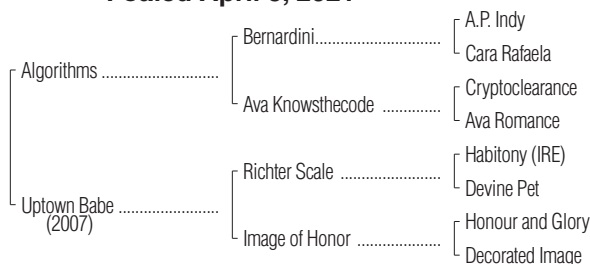 Bernardini
A.P. Indy
Cara Rafaela
Algorithms
Ava Knowsthecode
Cryptoclearance
Ava Romance
Uptown Babe
(2007)
Richter Scale
Habitony (IRE)
Devine Pet
Image of Honor
Honour and Glory
Decorated Image